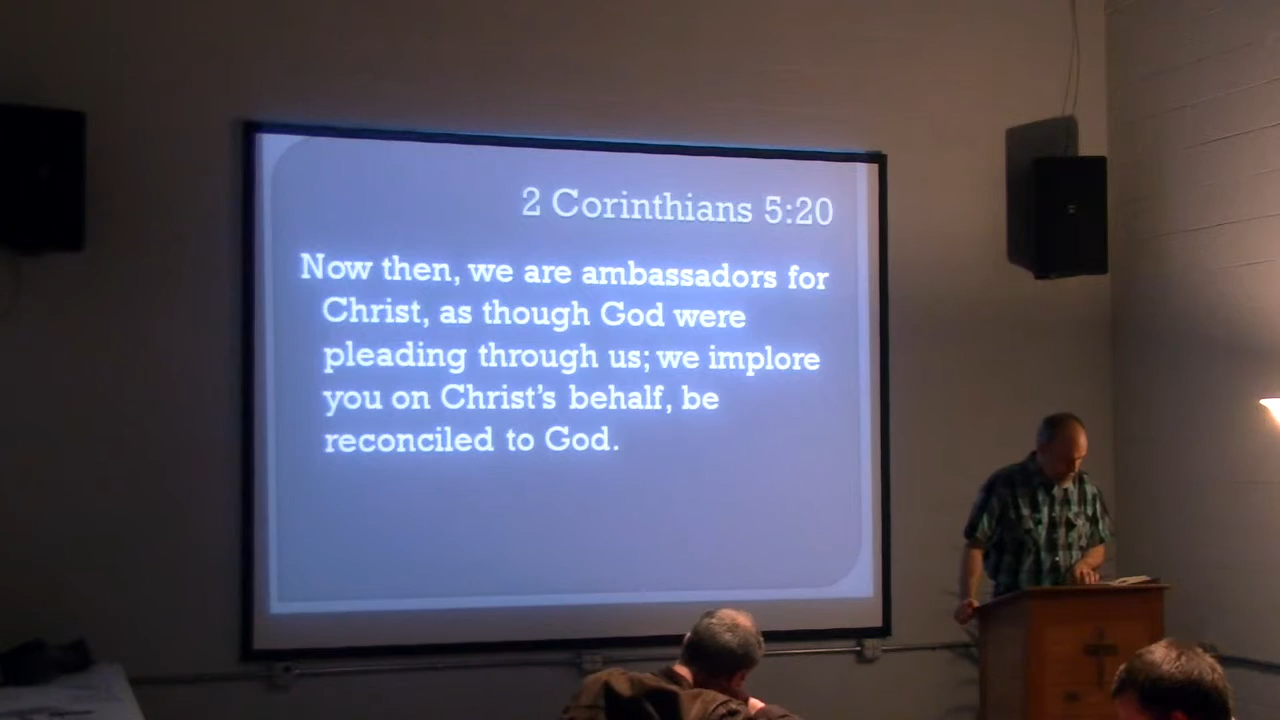 2 Corinthians 5:20
Now then, we are ambassadors for
Christ, as though God were
pleading through us; we implore
you on Christ’s behalf, be
reconciled to God.